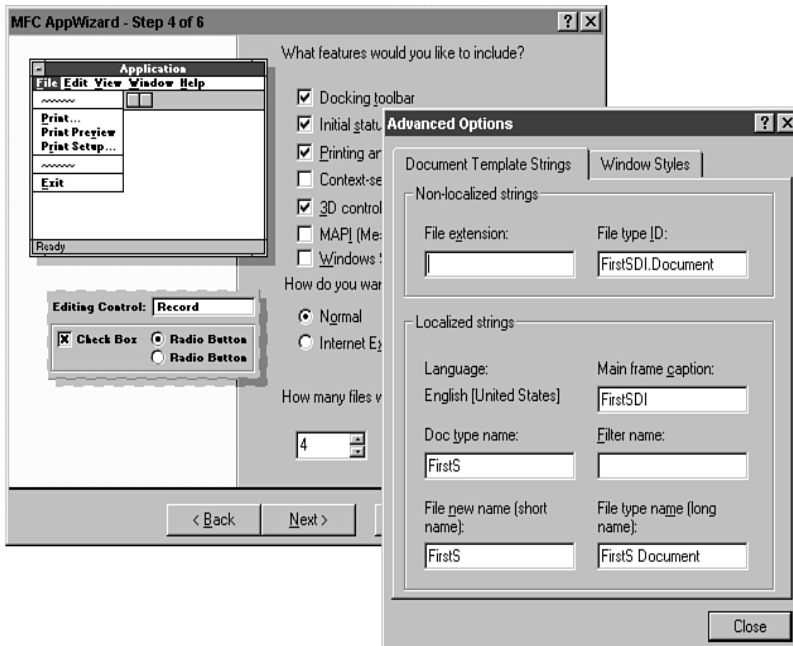 MFC AppWizard - Step 4 of 6
Application
File Edit View Window Help
Print...
Print Preview
Print Setup...
Exit
Ready
Editing Control: Record
Check Box
Radio Button
Radio Button
What features would you like to include?
Docking toolbar
Initial statu
Printing an
Context-se
3D control
MAPI (Me
Windows
How do you wan
Normal
Internet Ex
How many files
4
< Back
Next >
Advanced Options
Document Template Strings
Window Styles
Non-localized strings
File extension:
File type ID:
FirstSDI.Document
Localized strings
Language:
English [United States]
Main frame caption:
FirstSDI
Doc type name:
FirstS
Filter name:
File new name (short
name):
FirstS
File type name (long
name):
FirstS Document
Close